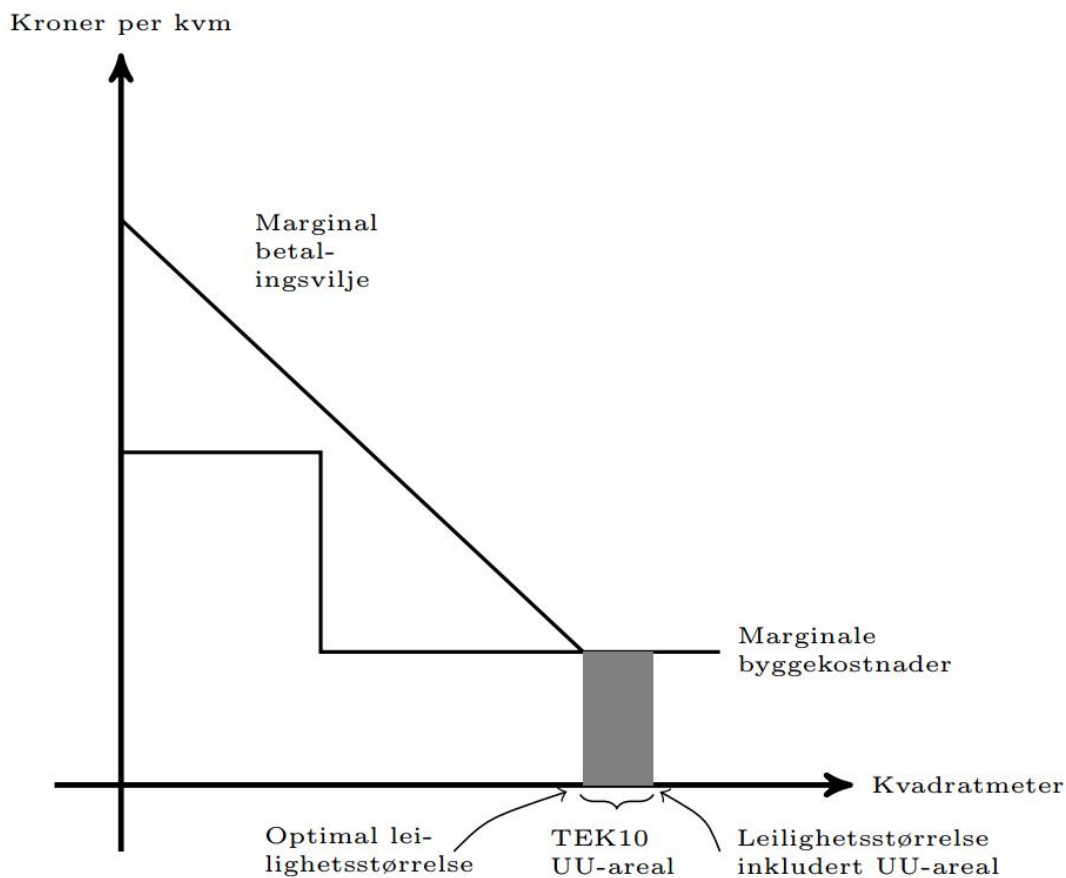 Kroner per kvm
Marginal
betal-
ingsvilje
Marginale
byggekostnader
Kvadratmeter
Optimal lei-
lighetsstørrelse
TEK10
UU-areal
Leilighetsstørrelse
inkludert UU-areal